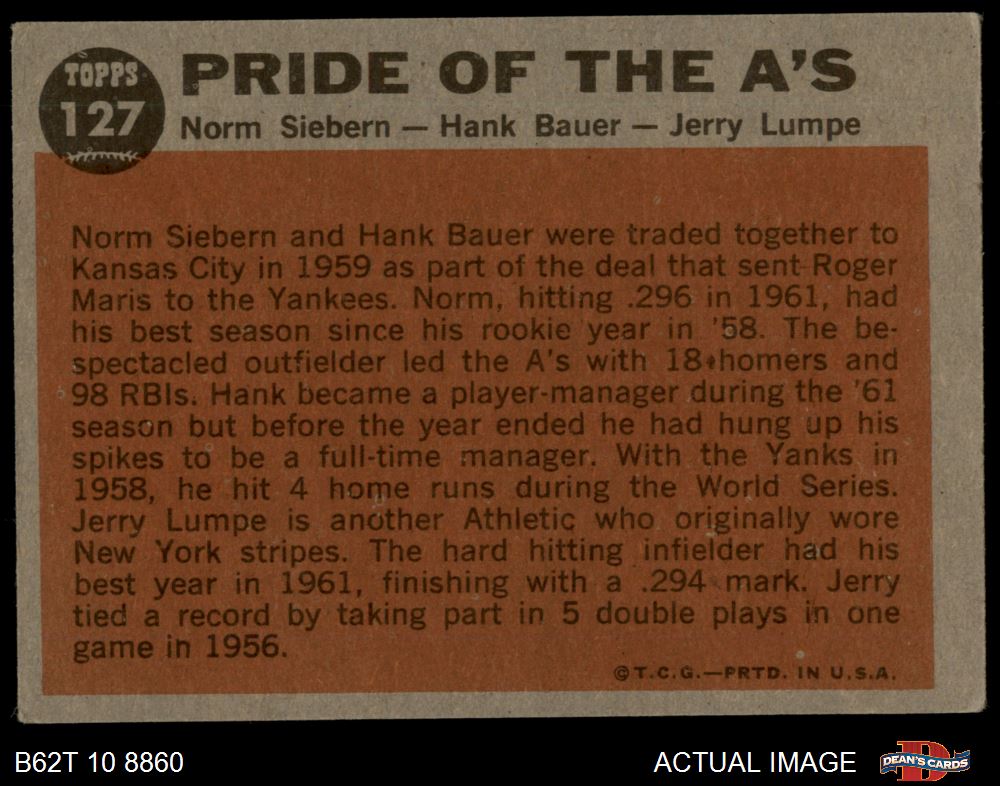 TOPPS
127
PRIDE OF THE A'S
Norm Siebern — Hank Bauer — Jerry Lumpe
Norm Siebern and Hank Bauer were traded together to
Kansas City in 1959 as part of the deal that sent Roger
Maris to the Yankees. Norm, hitting .296 in 1961, had
his best season since his rookie year in '58. The be-
spectacled outfielder led the A's with 18 homers and
98 RBIs. Hank became a player-manager during the '61
season but before the year ended he had hung up his
spikes to be a full-time manager. With the Yanks in
1958, he hit 4 home runs during the World Series.
Jerry Lumpe is another Athletic who originally wore
New York stripes. The hard hitting infielder had his
best year in 1961, finishing with a .294 mark. Jerry
tied a record by taking part in 5 double plays in one
game in 1956.
©T.C.G.—PRTD. IN U.S.A.
B62T 10 8860
ACTUAL IMAGE
DEAN'S CARDS